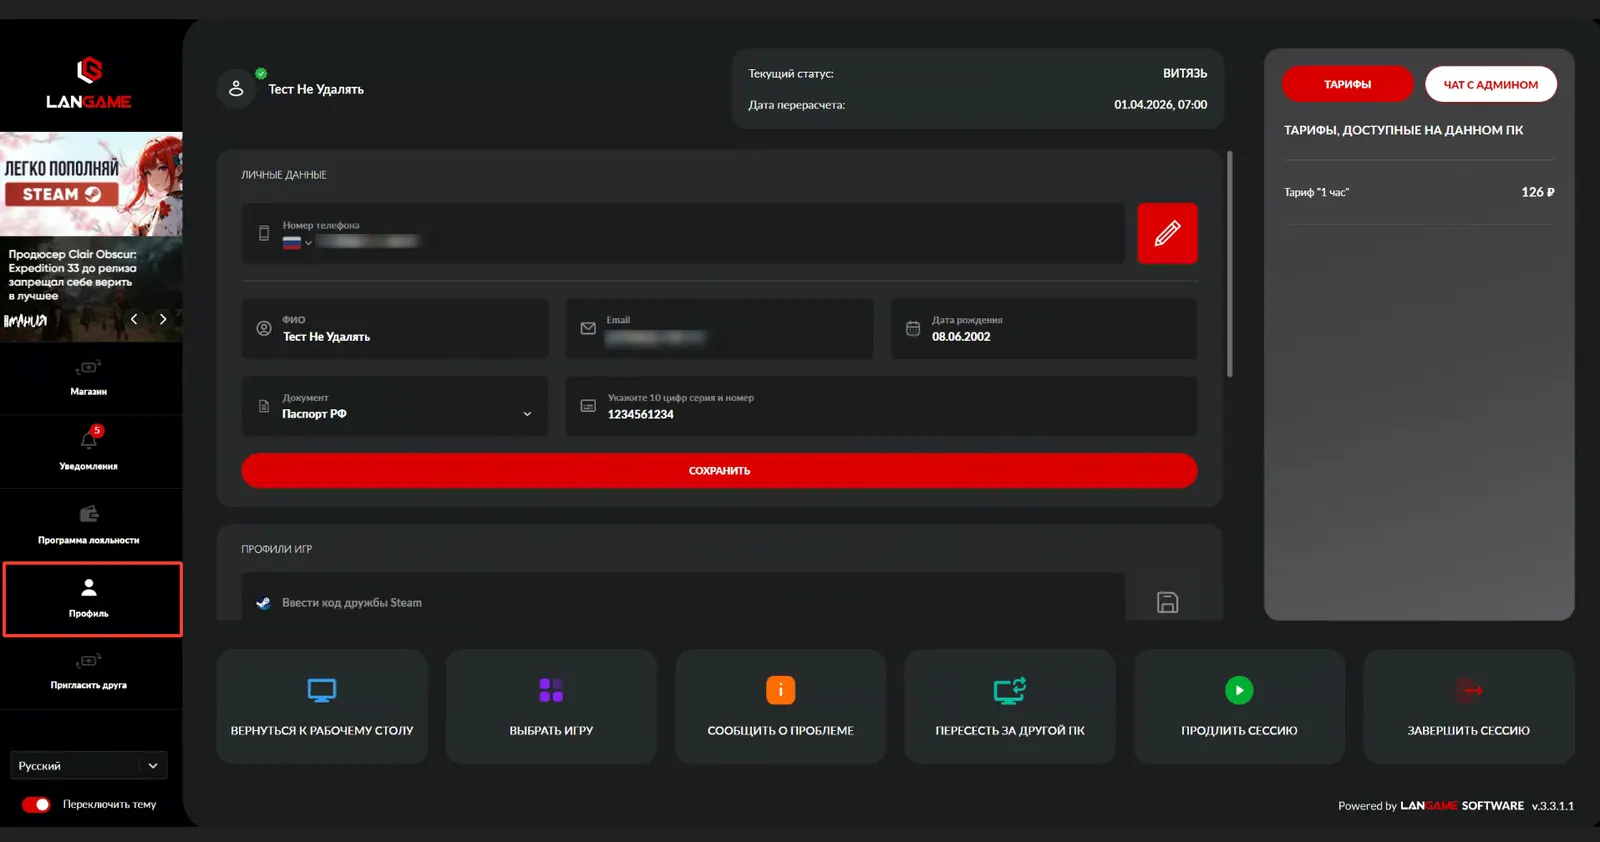 LANGAME
ЛЕГКО ПОПОЛНЯЙ
STEAM
Продюсер Clair Obscur:
Expedition 33 до релиза
запрещал себе верить
в лучшее
Магазин
5
Уведомления
Программа лояльности
Профиль
Пригласить друга
Русский
Переключить тему
Тест Не Удалять
Текущий статус:
ВИТЯЗЬ
Дата перерасчета:
01.04.2026, 07:00
ЛИЧНЫЕ ДАННЫЕ
Номер телефона
ФИО
Тест Не Удалять
Email
Дата рождения
08.06.2002
Документ
Паспорт РФ
Укажите 10 цифр серия и номер
1234561234
СОХРАНИТЬ
ПРОФИЛИ ИГР
Ввести код дружбы Steam
ТАРИФЫ
ЧАТ С АДМИНОМ
ТАРИФЫ, ДОСТУПНЫЕ НА ДАННОМ ПК
Тариф "1 час"
126 ₽
ВЕРНУТЬСЯ К РАБОЧЕМУ СТОЛУ
ВЫБРАТЬ ИГРУ
СООБЩИТЬ О ПРОБЛЕМЕ
ПЕРЕСЕСТЬ ЗА ДРУГОЙ ПК
ПРОДЛИТЬ СЕССИЮ
ЗАВЕРШИТЬ СЕССИЮ
Powered by LANGAME SOFTWARE v.3.3.1.1